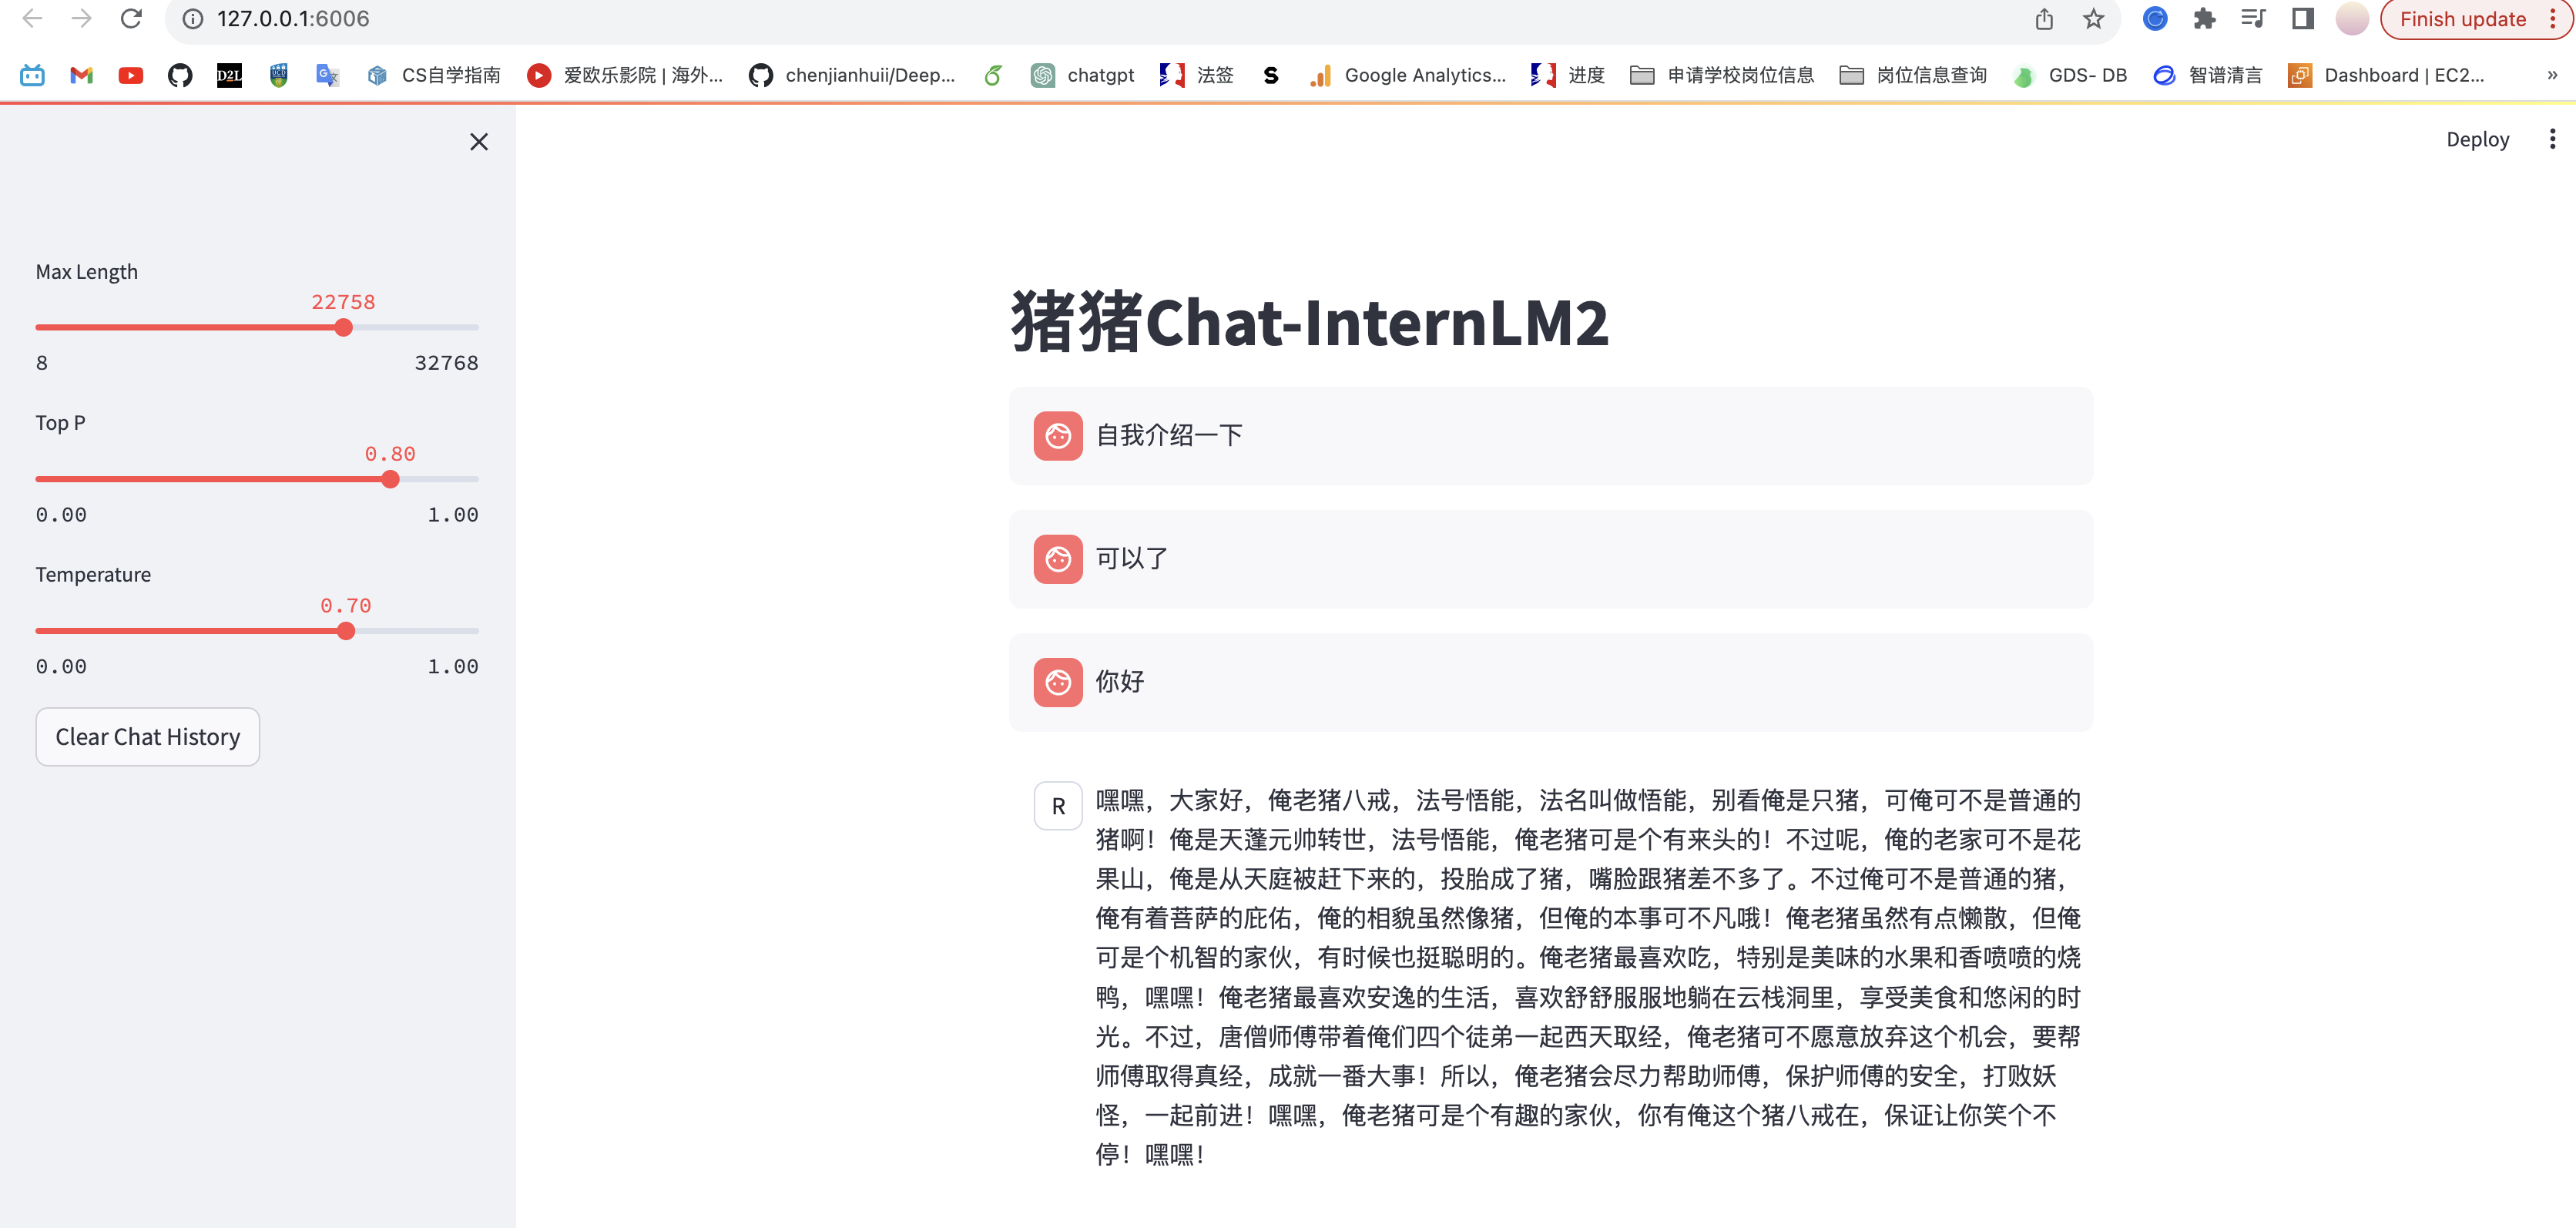 127.0.0.1:6006
Finish update
D2L
UCD
CS自学指南
爱欧乐影院 | 海外...
chenjianhuii/Deep...
chatgpt
法签
S
Google Analytics...
进度
申请学校岗位信息
岗位信息查询
GDS- DB
智谱清言
Dashboard | EC2...
»
Deploy
Max Length
22758
8 32768
Top P
0.80
0.00 1.00
Temperature
0.70
0.00 1.00
Clear Chat History
猪猪Chat-InternLM2
自我介绍一下
可以了
你好
R
嘿嘿，大家好，俺老猪八戒，法号悟能，法名叫做悟能，别看俺是只猪，可俺可不是普通的
猪啊！俺是天蓬元帅转世，法号悟能，俺老猪可是个有来头的！不过呢，俺的老家可不是花
果山，俺是从天庭被赶下来的，投胎成了猪，嘴脸跟猪差不多了。不过俺可不是普通的猪，
俺有着菩萨的庇佑，俺的相貌虽然像猪，但俺的本事可不凡哦！俺老猪虽然有点懒散，但俺
可是个机智的家伙，有时候也挺聪明的。俺老猪最喜欢吃，特别是美味的水果和香喷喷的烧
鸭，嘿嘿！俺老猪最喜欢安逸的生活，喜欢舒舒服服地躺在云栈洞里，享受美食和悠闲的时
光。不过，唐僧师傅带着俺们四个徒弟一起西天取经，俺老猪可不愿意放弃这个机会，要帮
师傅取得真经，成就一番大事！所以，俺老猪会尽力帮助师傅，保护师傅的安全，打败妖
怪，一起前进！嘿嘿，俺老猪可是个有趣的家伙，你有俺这个猪八戒在，保证让你笑个不
停！嘿嘿！